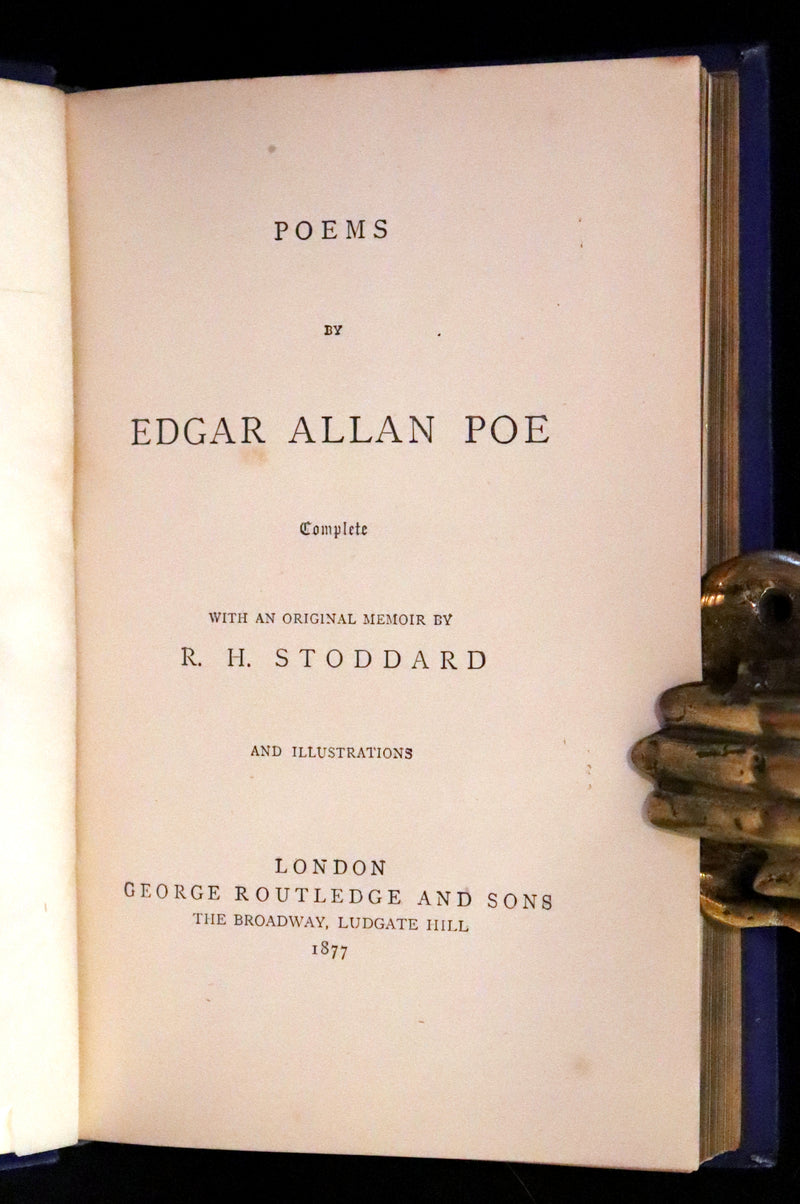 POEMS
BY
EDGAR ALLAN POE
Complete
WITH AN ORIGINAL MEMOIR BY
R. H. STODDARD
AND ILLUSTRATIONS
LONDON
GEORGE ROUTLEDGE AND SONS
THE BROADWAY, LUDGATE HILL
1877